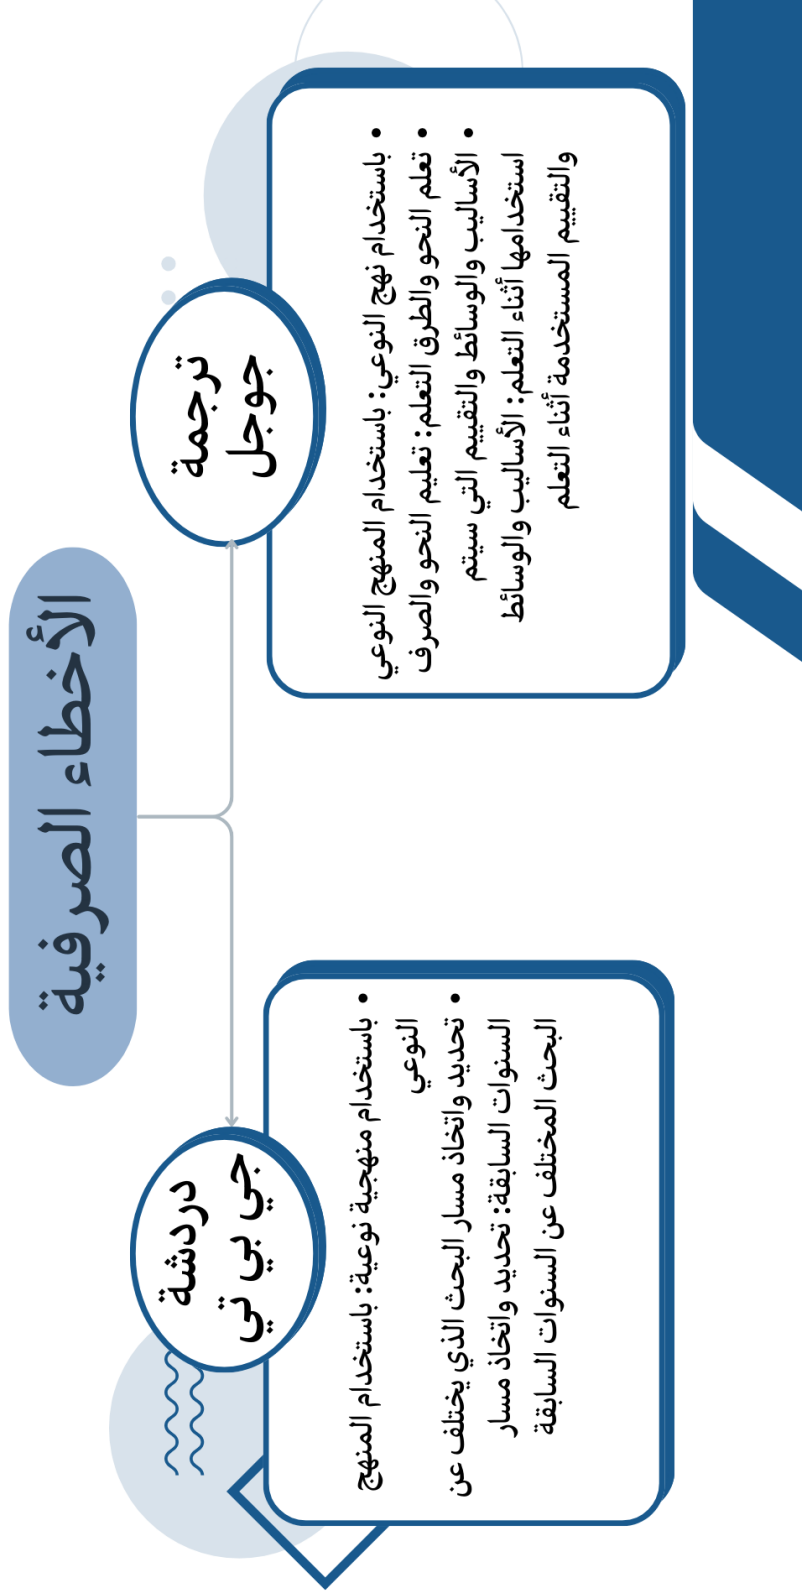 الأخطاء الصرفية
ترجمة
جوجل
• باستخدام نهج النوعي: باستخدام المنهج النوعي
• تعلم النحو والطرق التعلم: تعليم النحو والصرف
• الأساليب والوسائط والتقييم التي سيتم
استخدامها أثناء التعلم: الأساليب والوسائط
والتقييم المستخدمة أثناء التعلم
دردشة
جي بي تي
• باستخدام منهجية نوعية: باستخدام المنهج
النوعي
• تحديد واتخاذ مسار البحث الذي يختلف عن
السنوات السابقة: تحديد واتخاذ مسار
البحث المختلف عن السنوات السابقة